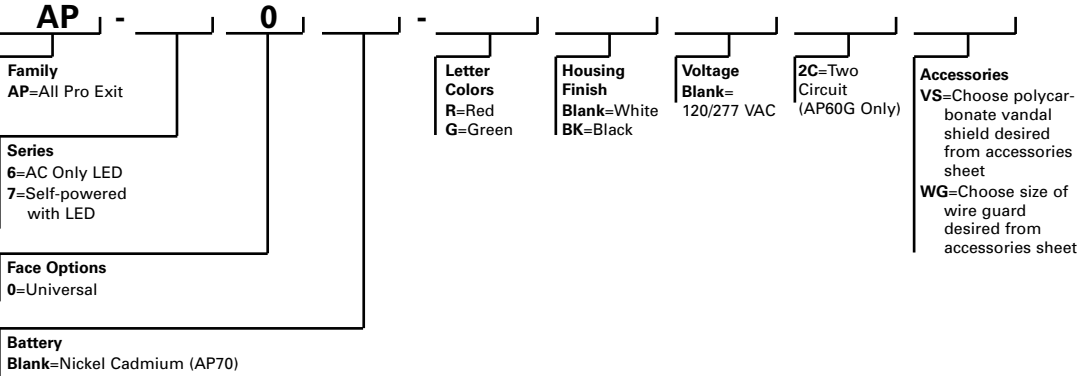 AP - 0 -
Family
AP=All Pro Exit
Series
6=AC Only LED
7=Self-powered
with LED
Face Options
0=Universal
Battery
Blank=Nickel Cadmium (AP70)
Letter
Colors
R=Red
G=Green
Housing
Finish
Blank=White
BK=Black
Voltage
Blank=
120/277 VAC
2C=Two
Circuit
(AP60G Only)
Accessories
VS=Choose polycar-
bonate vandal
shield desired
from accessories
sheet
WG=Choose size of
wire guard
desired from
accessories sheet